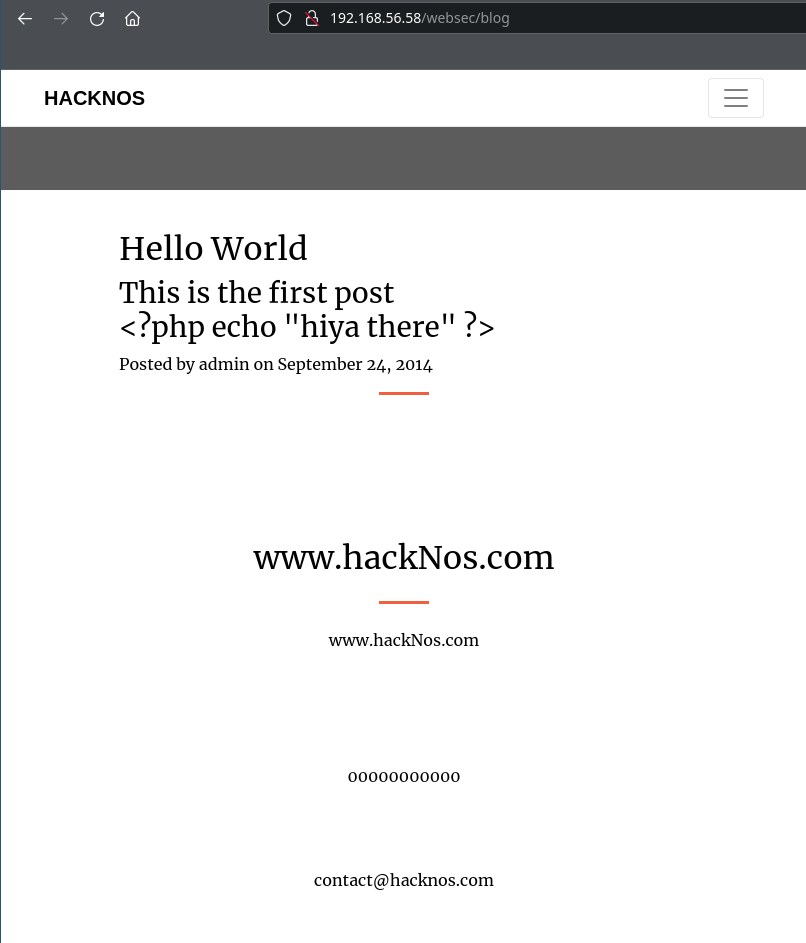 192.168.56.58/websec/blog
HACKNOS
Hello World
This is the first post
<?php echo "hiya there" ?>
Posted by admin on September 24, 2014
www.hackNos.com
www.hackNos.com
00000000000
contact@hacknos.com